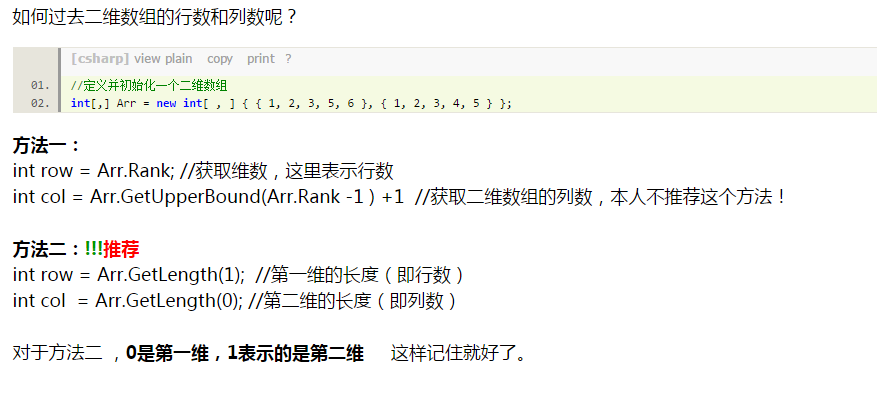 如何过去二维数组的行数和列数呢？
[csharp] view plain copy print ?
01. //定义并初始化一个二维数组
02. int[,] Arr = new int[ , ] { { 1, 2, 3, 5, 6 }, { 1, 2, 3, 4, 5 } };
方法一：
int row = Arr.Rank; //获取维数，这里表示行数
int col = Arr.GetUpperBound(Arr.Rank -1 ) +1 //获取二维数组的列数，本人不推荐这个方法！
方法二：!!!推荐
int row = Arr.GetLength(1); //第一维的长度（即行数）
int col = Arr.GetLength(0); //第二维的长度（即列数）
对于方法二 ，0是第一维，1表示的是第二维 这样记住就好了。